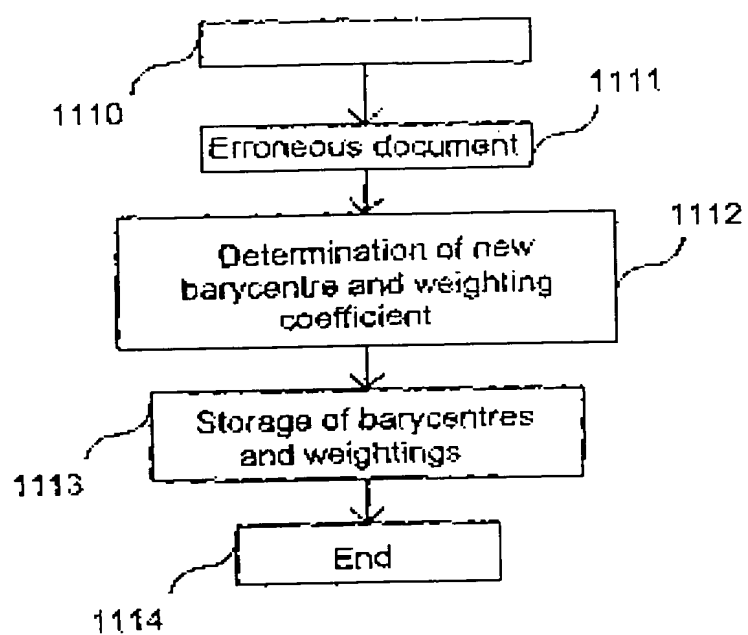 1110
1111
Erroneous document
1112
Determination of new
barycentre and weighting
coefficient
Storage of barycentres
and weightings
1113
End
1114